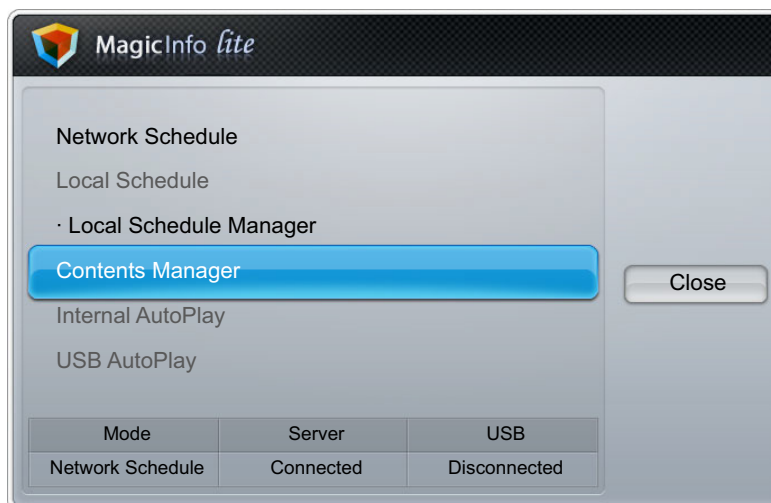 MagicInfo lite
Network Schedule
Local Schedule
· Local Schedule Manager
Contents Manager
Close
Internal AutoPlay
USB AutoPlay
Mode Server USB
Network Schedule Connected Disconnected